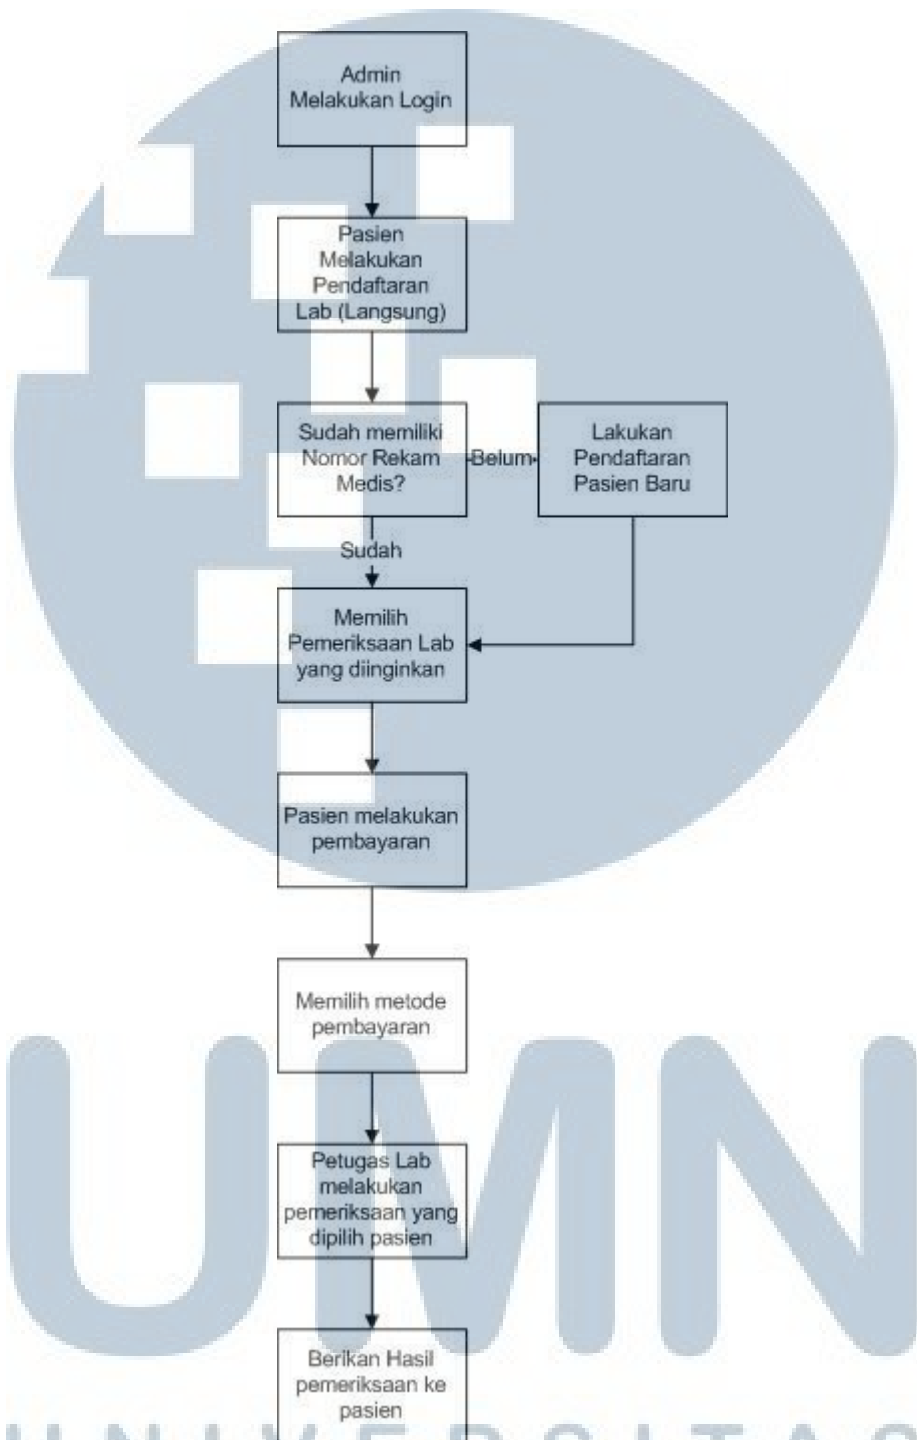 Admin
Melakukan Login
Pasien
Melakukan
Pendaftaran
Lab (Langsung)
Sudah memiliki
Nomor Rekam
Medis?
Belum
Lakukan
Pendaftaran
Pasien Baru
Sudah
Memilih
Pemeriksaan Lab
yang diinginkan
Pasien melakukan
pembayaran
Memilih metode
pembayaran
UMN
Petugas Lab
melakukan
pemeriksaan yang
dipilih pasien
Berikan Hasil
pemeriksaan ke
pasien
UNIVERSITAS